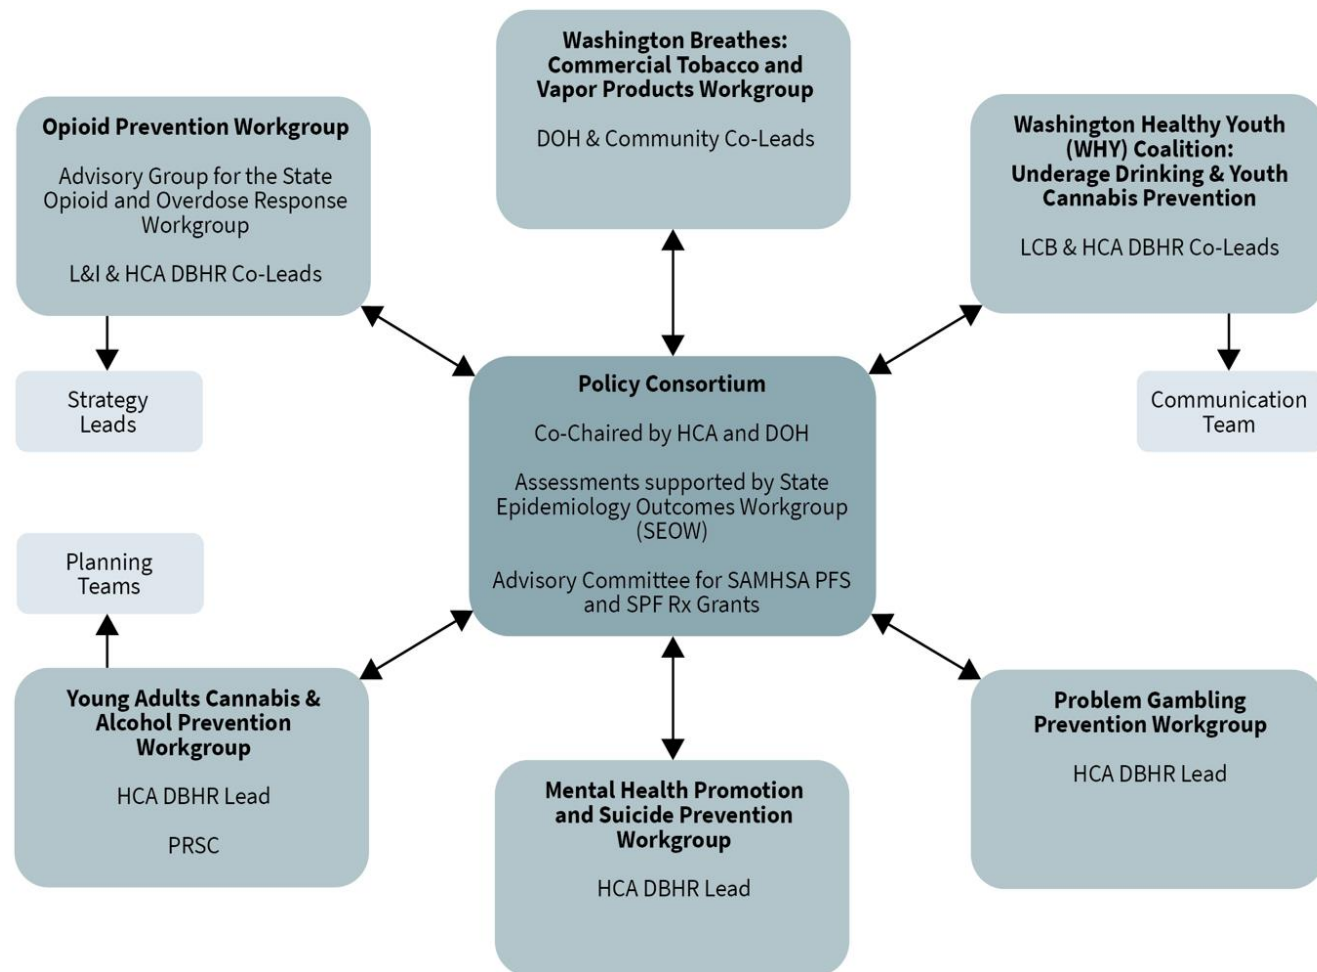 Washington Breathes:
Commercial Tobacco and
Vapor Products Workgroup
DOH & Community Co-Leads
Opioid Prevention Workgroup
Advisory Group for the State
Opioid and Overdose Response
Workgroup
L&I & HCA DBHR Co-Leads
Washington Healthy Youth
(WHY) Coalition:
Underage Drinking & Youth
Cannabis Prevention
LCB & HCA DBHR Co-Leads
Strategy
Leads
Policy Consortium
Co-Chaired by HCA and DOH
Assessments supported by State
Epidemiology Outcomes Workgroup
(SEOW)
Advisory Committee for SAMHSA PFS
and SPF Rx Grants
Communication
Team
Planning
Teams
Young Adults Cannabis &
Alcohol Prevention
Workgroup
HCA DBHR Lead
PRSC
Mental Health Promotion
and Suicide Prevention
Workgroup
HCA DBHR Lead
Problem Gambling
Prevention Workgroup
HCA DBHR Lead